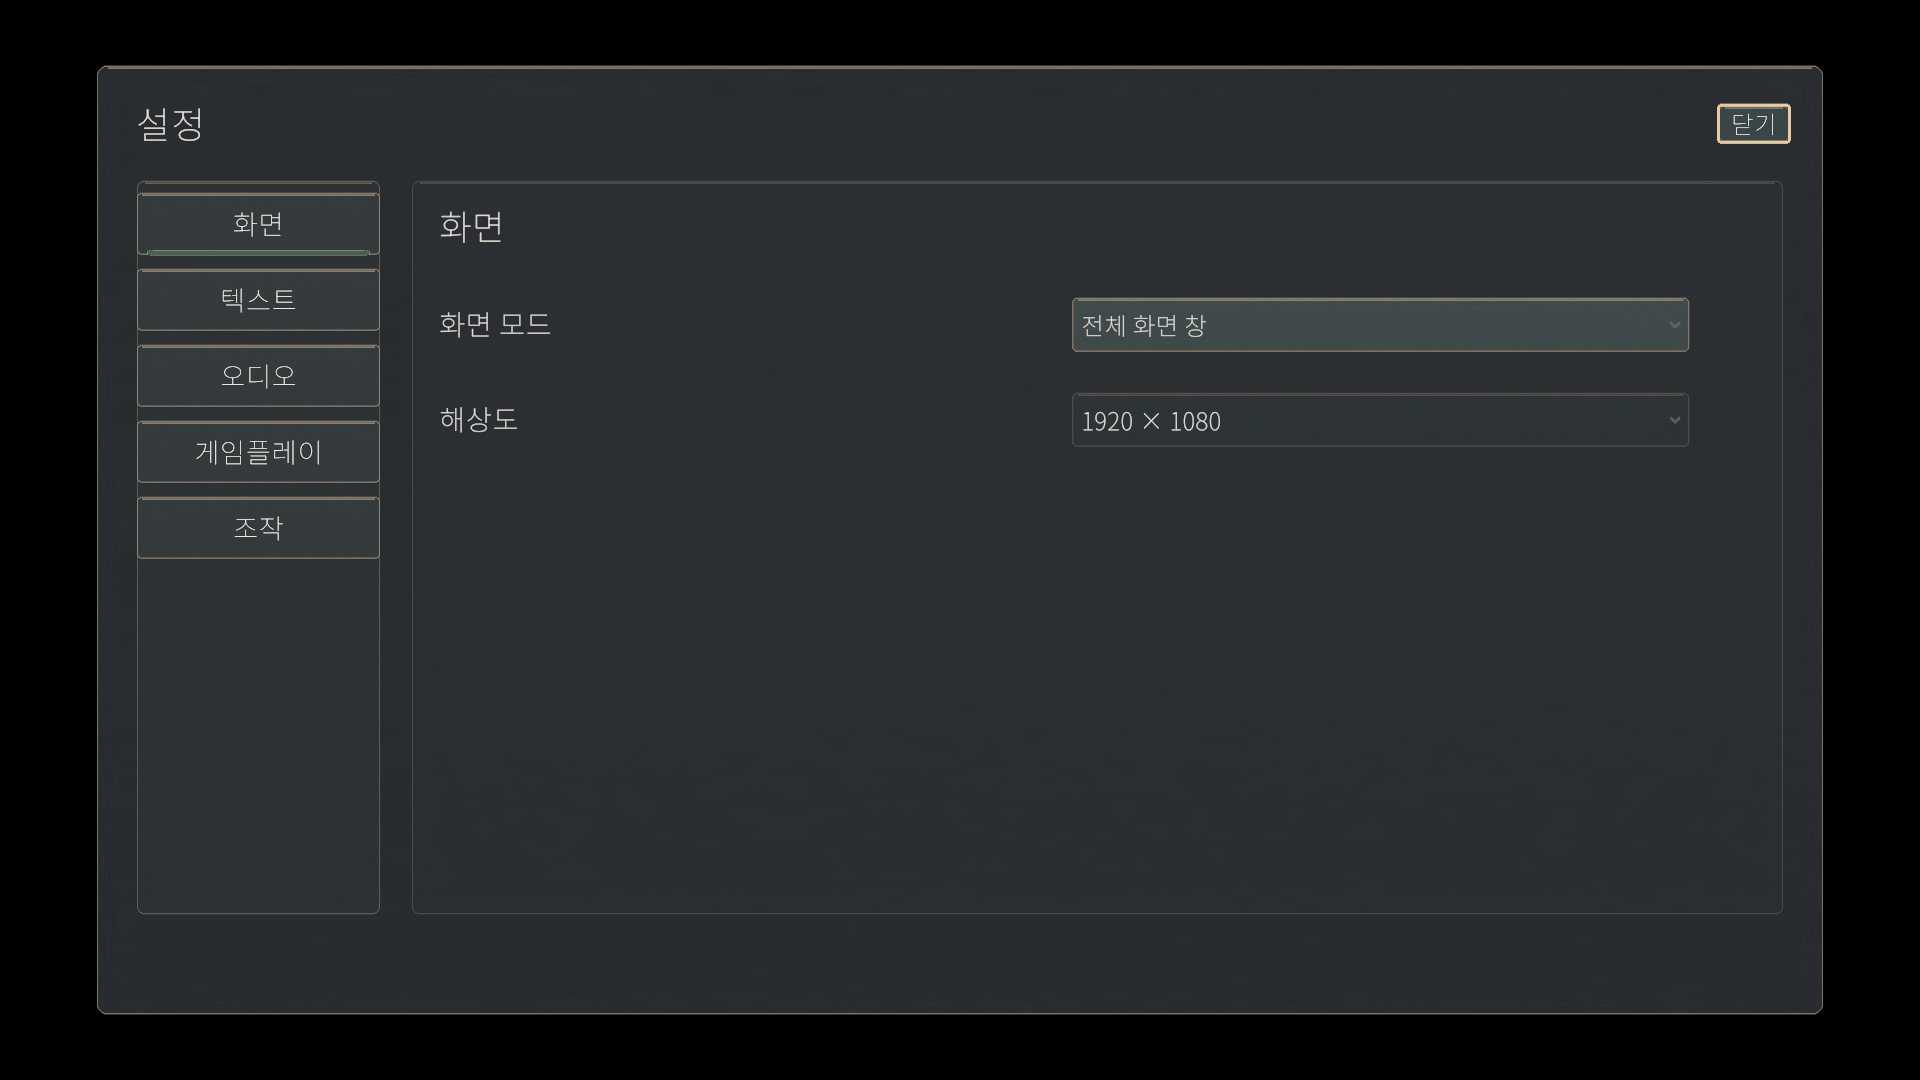 설정
닫기
화면
텍스트
오디오
게임플레이
조작
화면
화면 모드
전체 화면 창
해상도
1920 × 1080